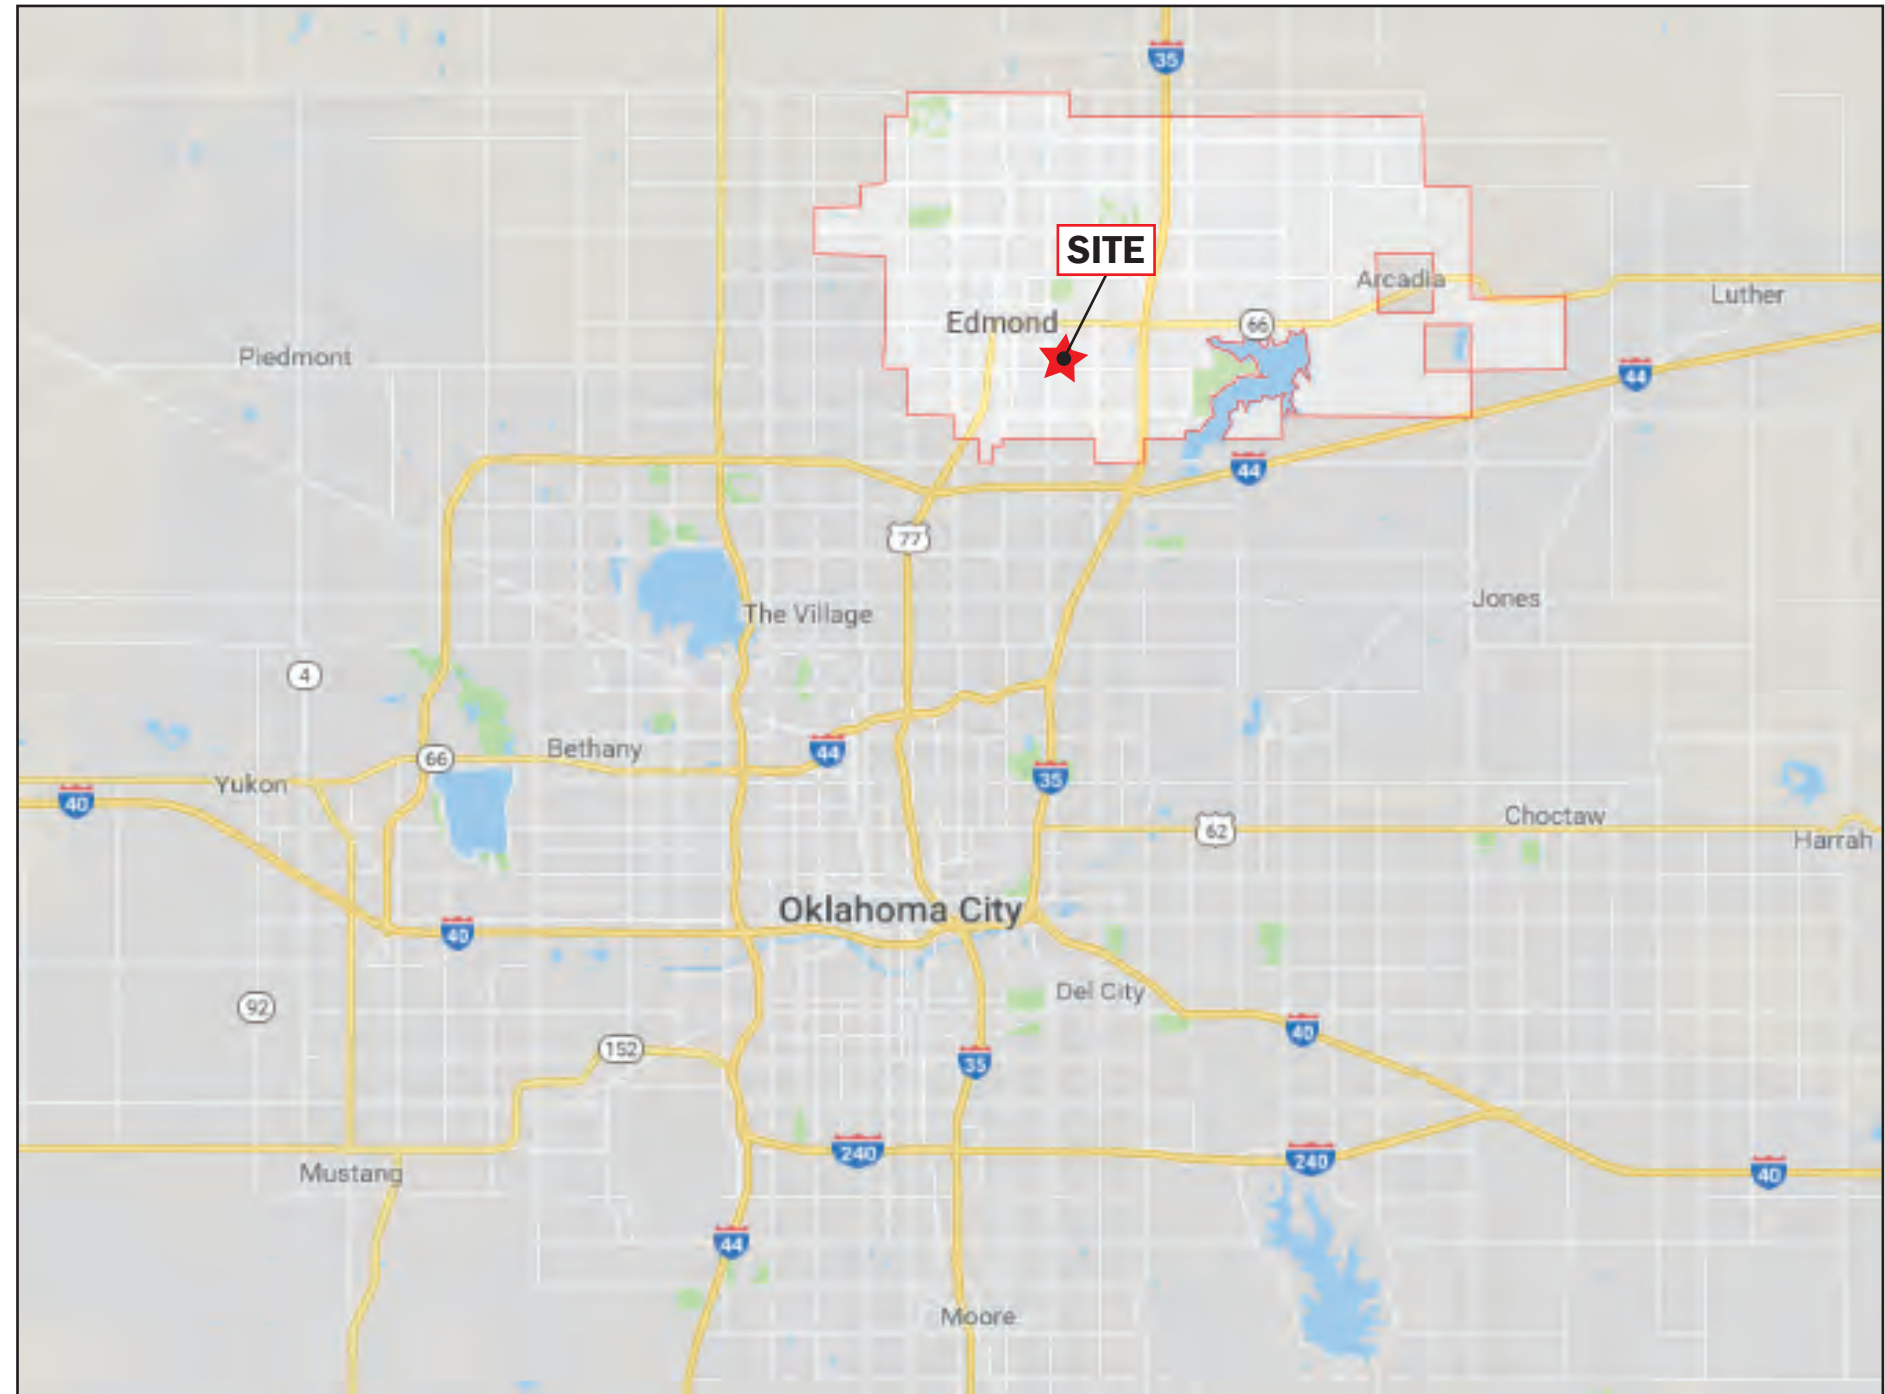 35
SITE
Arcadia
Luther
Edmond
66
Piedmont
44
44
77
The Village
Jones
4
Bethany
44
66
35
Yukon
40
Choctaw
62
Harrah
Oklahoma City
40
Del City
92
40
152
35
240
240
Mustang
40
44
Moore